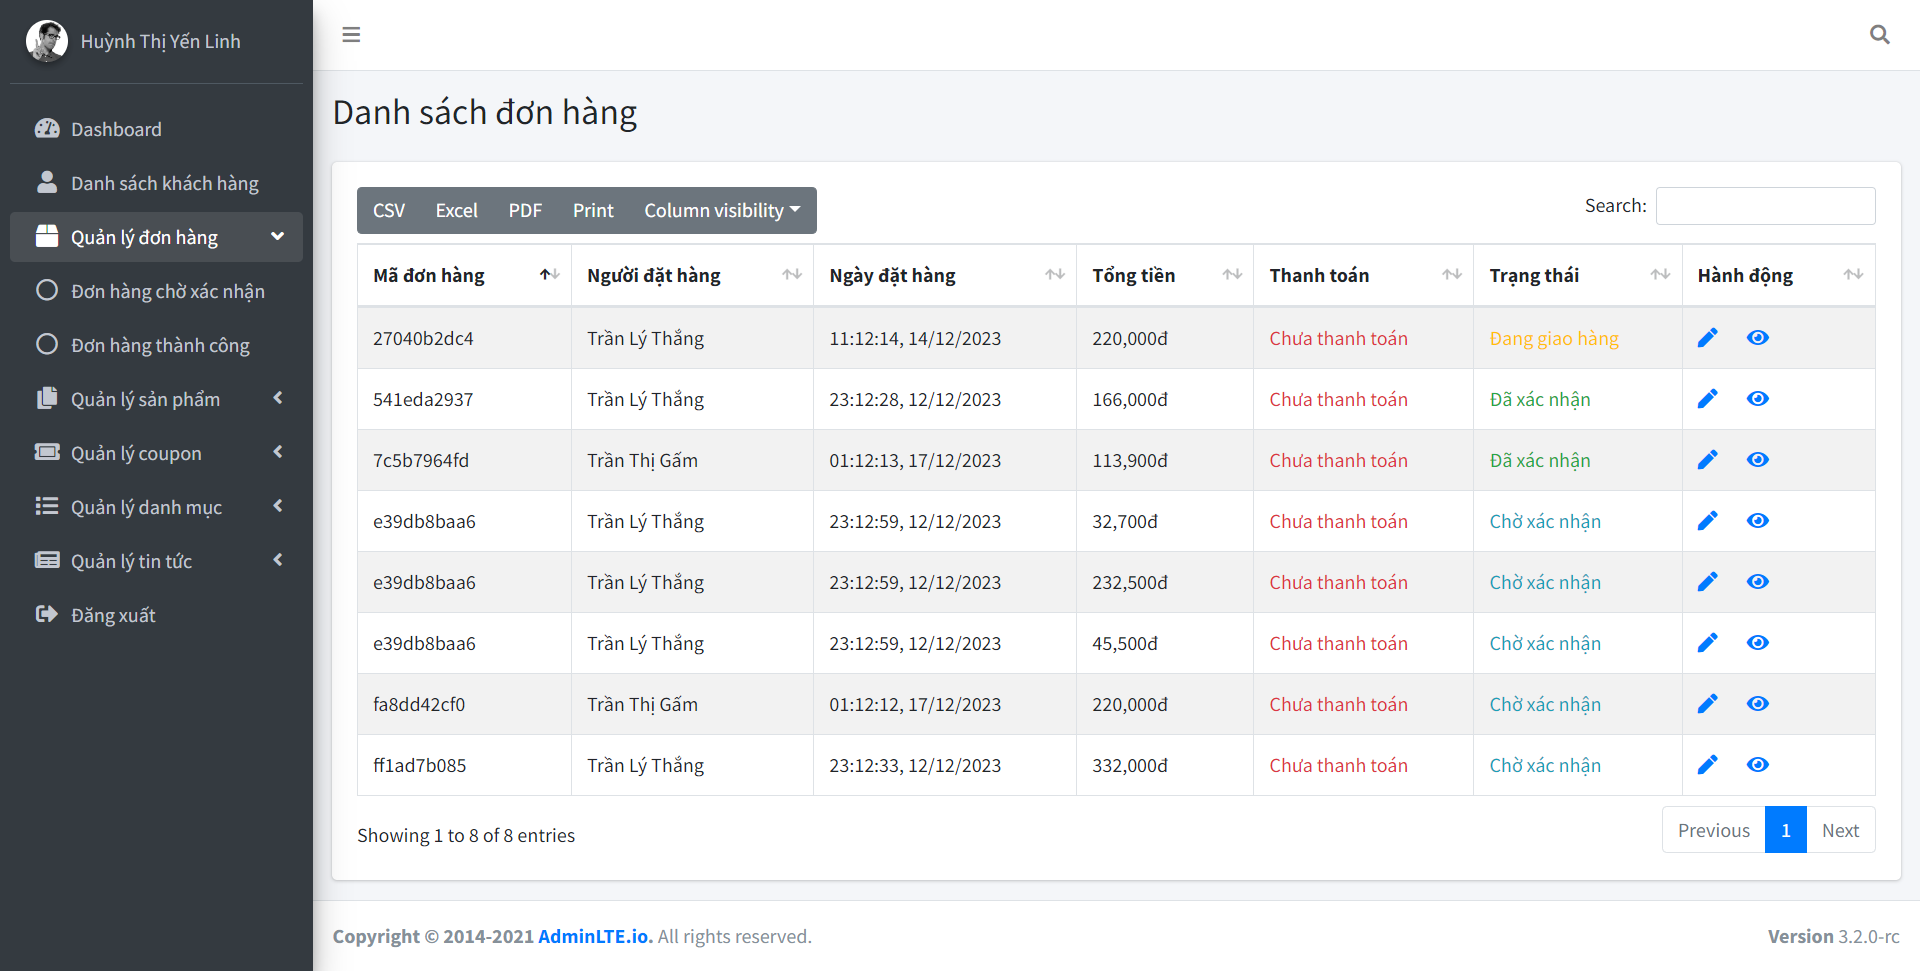 Huỳnh Thị Yến Linh
Dashboard
Danh sách khách hàng
Quản lý đơn hàng
Đơn hàng chờ xác nhận
Đơn hàng thành công
Quản lý sản phẩm
Quản lý coupon
Quản lý danh mục
Quản lý tin tức
Đăng xuất
Danh sách đơn hàng
CSV Excel PDF Print Column visibility
Search:
Mã đơn hàng Người đặt hàng Ngày đặt hàng Tổng tiền Thanh toán Trạng thái Hành động
27040b2dc4 Trần Lý Thắng 11:12:14, 14/12/2023 220,000đ Chưa thanh toán Đang giao hàng
541eda2937 Trần Lý Thắng 23:12:28, 12/12/2023 166,000đ Chưa thanh toán Đã xác nhận
7c5b7964fd Trần Thị Gấm 01:12:13, 17/12/2023 113,900đ Chưa thanh toán Đã xác nhận
e39db8baa6 Trần Lý Thắng 23:12:59, 12/12/2023 32,700đ Chưa thanh toán Chờ xác nhận
e39db8baa6 Trần Lý Thắng 23:12:59, 12/12/2023 232,500đ Chưa thanh toán Chờ xác nhận
e39db8baa6 Trần Lý Thắng 23:12:59, 12/12/2023 45,500đ Chưa thanh toán Chờ xác nhận
fa8dd42cf0 Trần Thị Gấm 01:12:12, 17/12/2023 220,000đ Chưa thanh toán Chờ xác nhận
ff1ad7b085 Trần Lý Thắng 23:12:33, 12/12/2023 332,000đ Chưa thanh toán Chờ xác nhận
Showing 1 to 8 of 8 entries
Previous 1 Next
Copyright © 2014-2021 AdminLTE.io. All rights reserved.
Version 3.2.0-rc